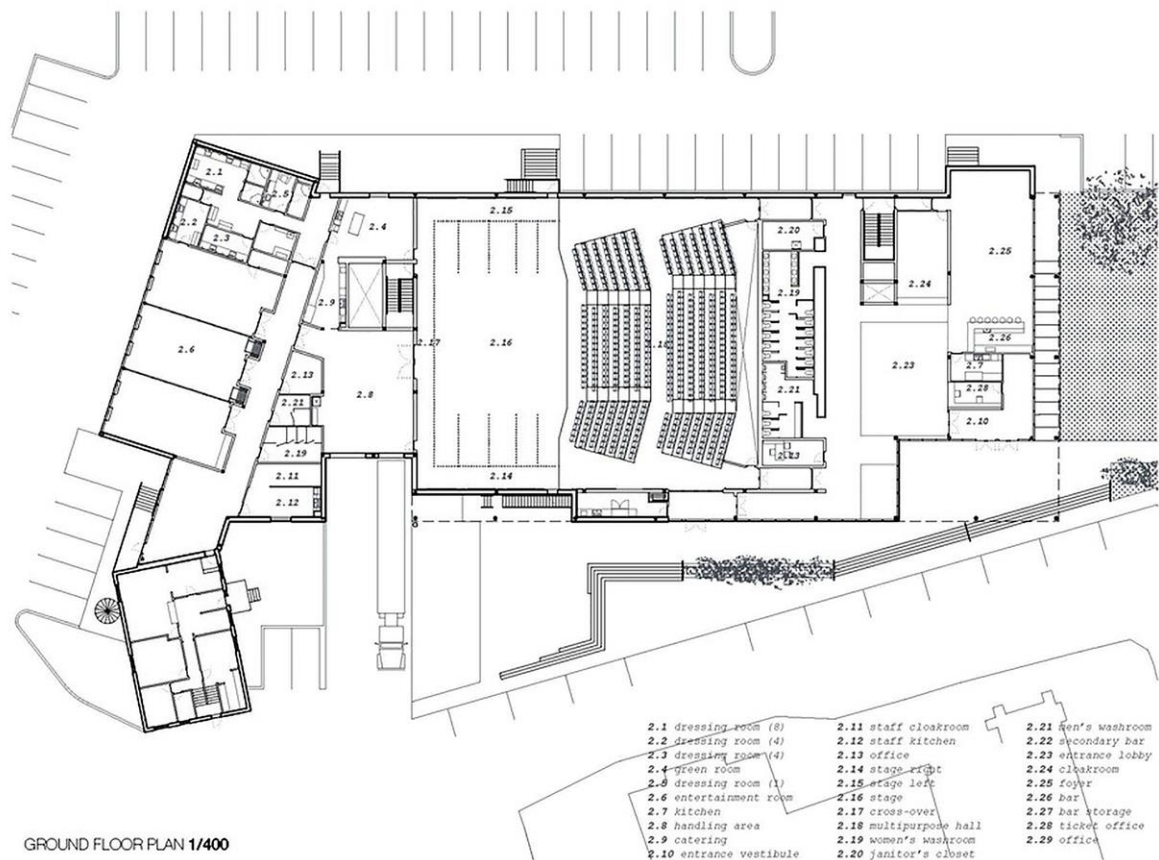 2.1
2.5
2.2
2.3
2.4
2.15
2.20
2.25
2.9
2.19
2.24
2.6
2.17
2.16
2.18
2.23
2.26
2.7
2.13
2.8
2.28
2.21
2.21
2.10
2.19
2.13
2.11
2.14
2.12
2.1 dressing room (8)
2.2 dressing room (4)
2.3 dressing room (4)
2.4 green room
2.5 dressing room (1)
2.6 entertainment room
2.7 kitchen
2.8 handling area
2.9 catering
2.10 entrance vestibule
2.11 staff cloakroom
2.12 staff kitchen
2.13 office
2.14 stage right
2.15 stage left
2.16 stage
2.17 cross-over
2.18 multipurpose hall
2.19 women's washroom
2.20 janitor's closet
2.21 men's washroom
2.22 secondary bar
2.23 entrance lobby
2.24 cloakroom
2.25 foyer
2.26 bar
2.27 bar storage
2.28 ticket office
2.29 office
GROUND FLOOR PLAN 1/400